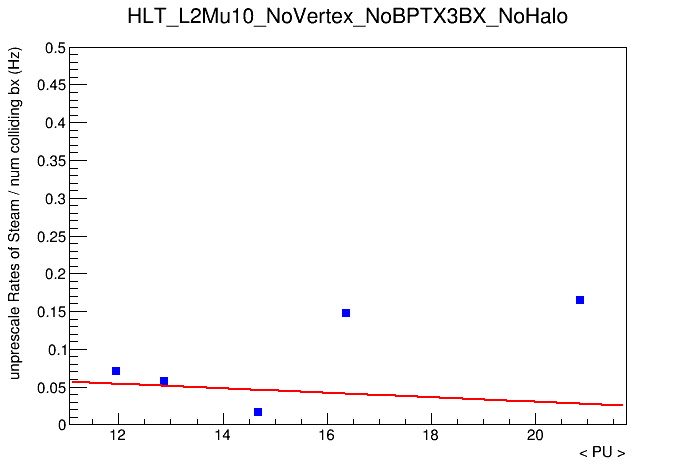 HLT_L2Mu10_NoVertex_NoBPTX3BX_NoHalo
unprescale Rates of Steam / num colliding bx (Hz)
0.5
0.45
0.4
0.35
0.3
0.25
0.2
0.15
0.1
0.05
0
12 14 16 18 20
< PU >